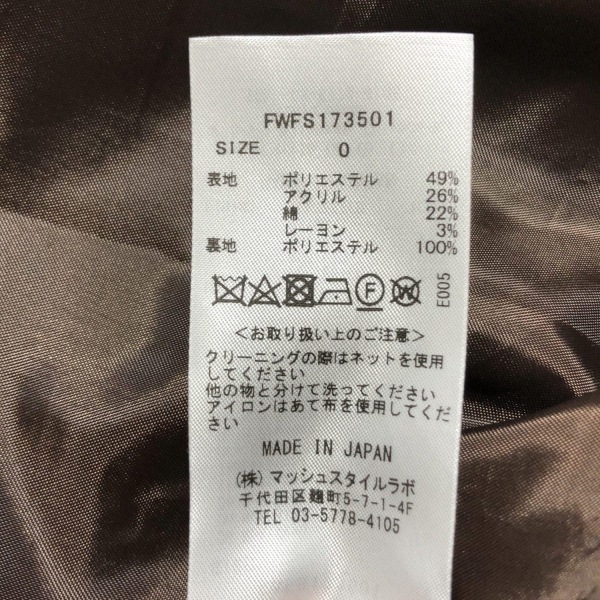 FWFS173501
SIZE 0
表地 ポリエステル 49%
アクリル 26%
綿 22%
レーヨン 3%
裏地 ポリエステル 100%
F W E005
<お取り扱い上のご注意>
クリーニングの際はネットを使用
してください
他の物と分けて洗ってください
アイロンはあて布を使用してくだ
さい
MADE IN JAPAN
(株) マッシュスタイルラボ
千代田区麹町5-7-1-4F
TEL 03-5778-4105